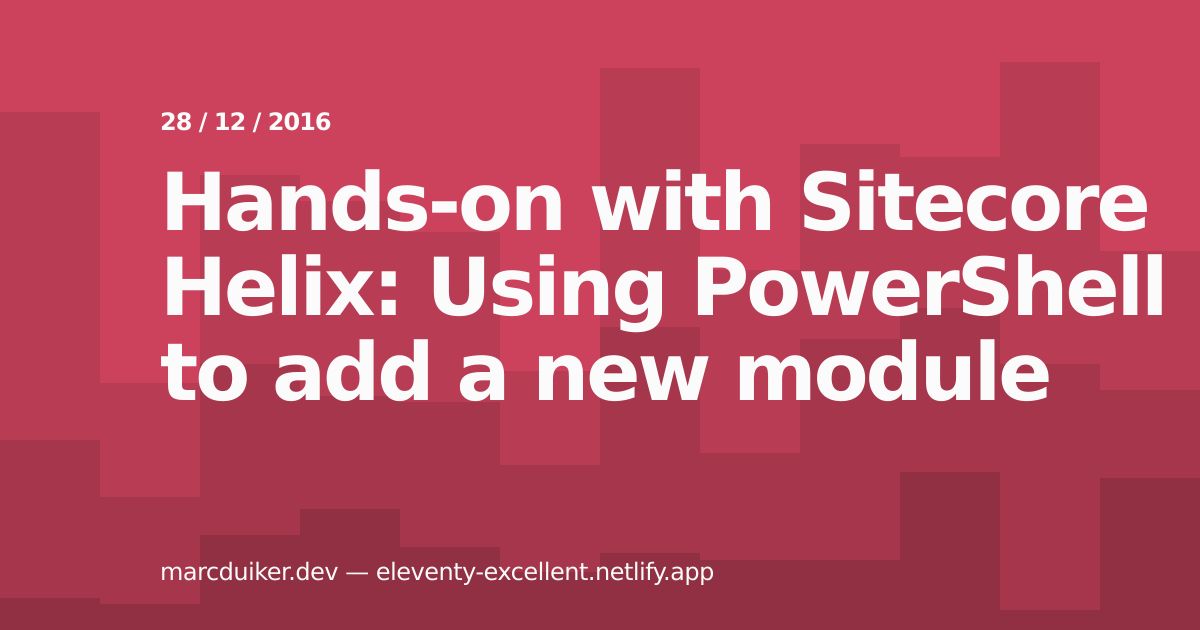 28 / 12 / 2016
Hands-on with Sitecore
Helix: Using PowerShell
to add a new module
marcduiker.dev — eleventy-excellent.netlify.app